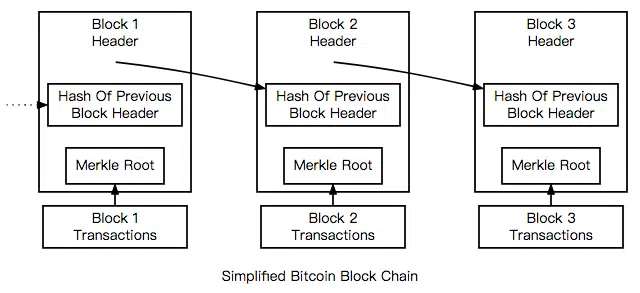 Block 1
Header
Hash Of Previous
Block Header
Merkle Root
Block 1
Transactions
Block 2
Header
Hash Of Previous
Block Header
Merkle Root
Block 2
Transactions
Block 3
Header
Hash Of Previous
Block Header
Merkle Root
Block 3
Transactions
Simplified Bitcoin Block Chain